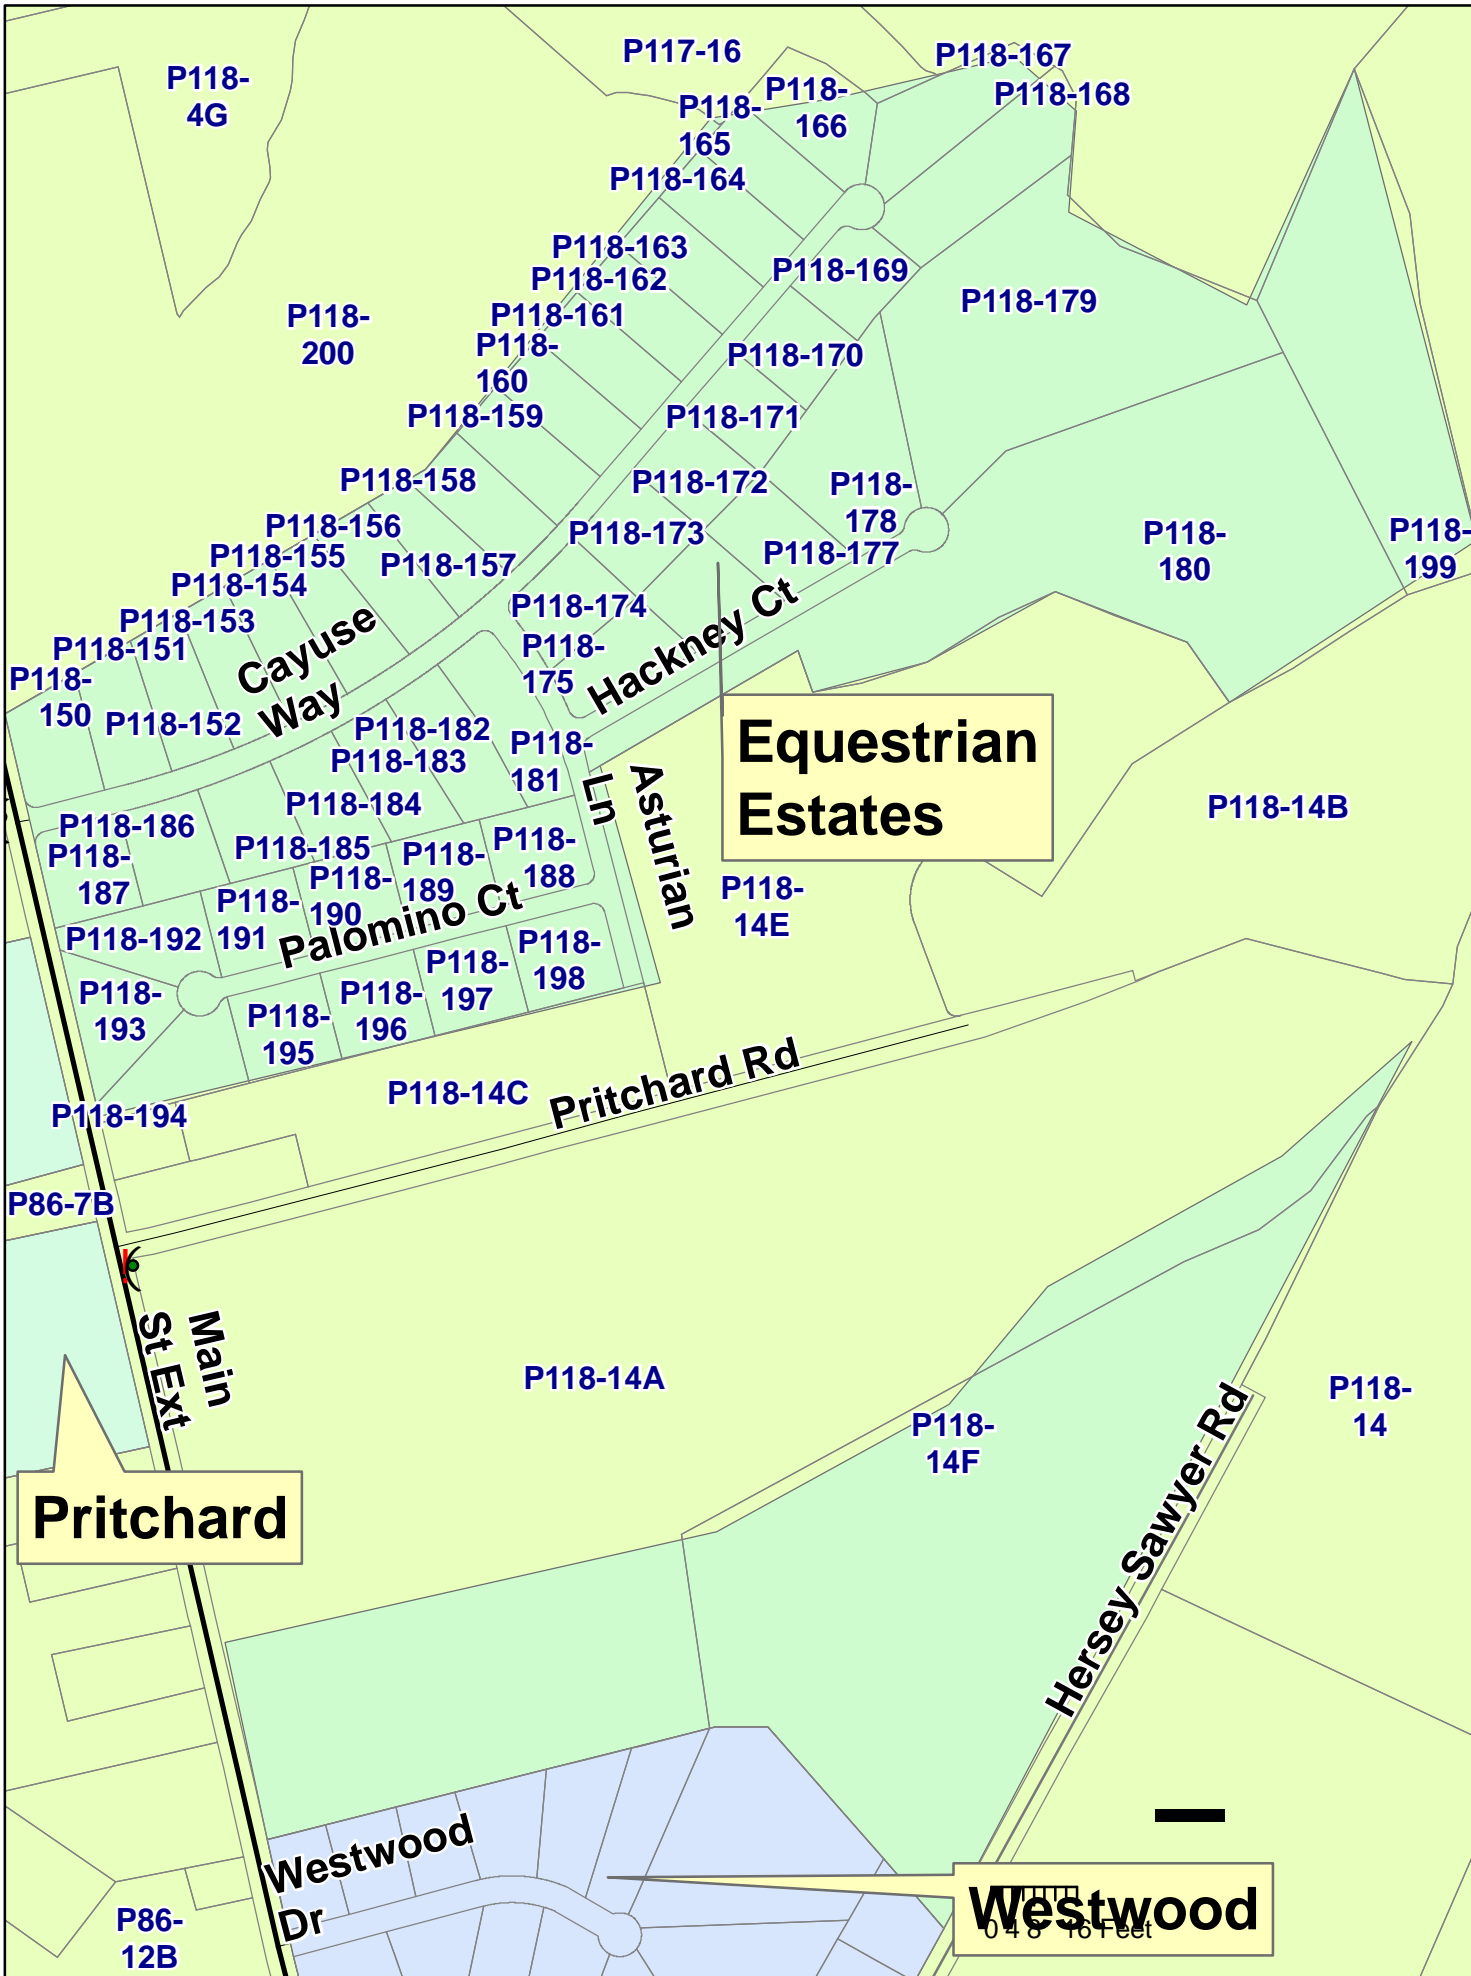 P117-16
P118-167
P118-
4G
P118-
166
P118-168
P118-
165
P118-164
P118-163
P118-162
P118-169
P118-179
P118-161
P118-
200
P118-
160
P118-170
P118-159
P118-171
P118-158
P118-172
P118-
178
P118-156
P118-173
P118-177
P118-
180
P118-
199
P118-155
P118-157
P118-154
P118-174
P118-153
P118-151
P118-
175
P118-
150
P118-152
Cayuse
Way
Hackney Ct
P118-182
P118-183
P118-
181
Equestrian
Estates
Asturian
Ln
P118-184
P118-14B
P118-186
P118-185
P118-
187
P118-
188
P118-
189
P118-
190
P118-
191
P118-
14E
Palomino Ct
P118-192
P118-
198
P118-
197
P118-
193
P118-
196
P118-
195
Pritchard Rd
P118-14C
P118-194
P86-7B
Main
St Ext
P118-14A
P118-
14
P118-
14F
Hersey Sawyer Rd
Pritchard
Westwood
Dr
Westwood
0 4 8 16 Feet
P86-
12B